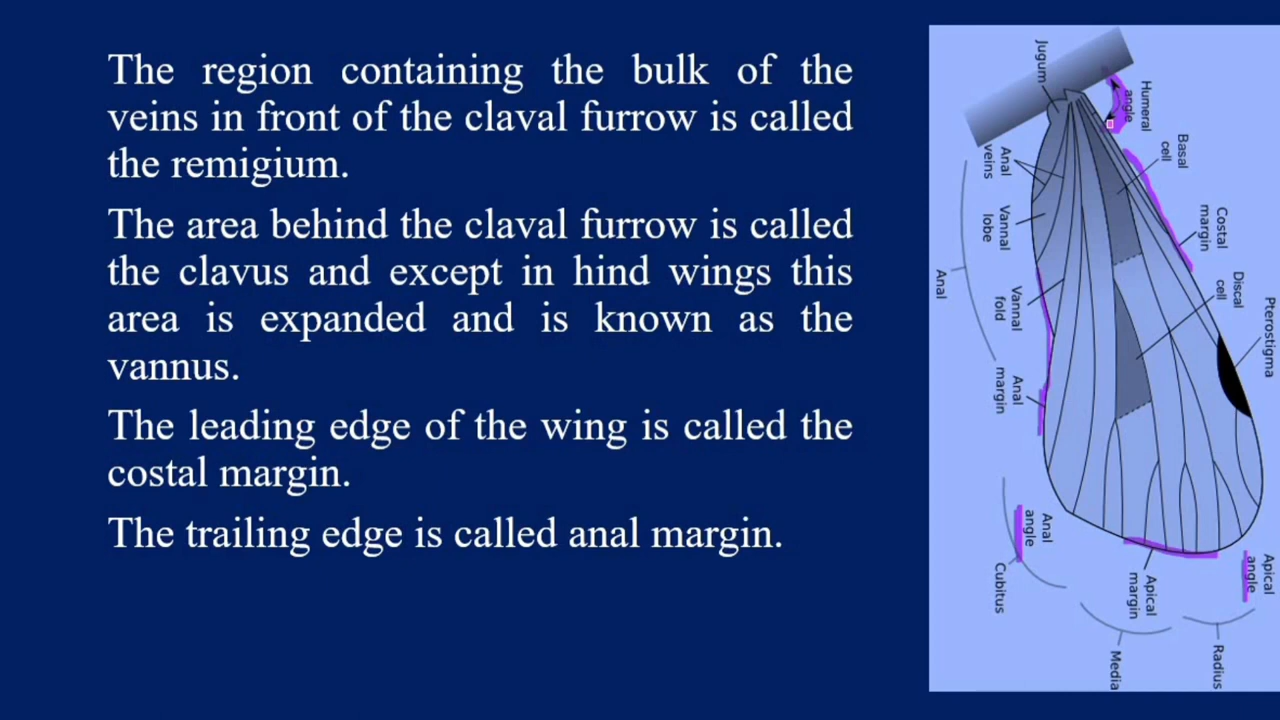 The region containing the bulk of the
veins in front of the claval furrow is called
the remigium.
The area behind the claval furrow is called
the clavus and except in hind wings this
area is expanded and is known as the
vannus.
The leading edge of the wing is called the
costal margin.
The trailing edge is called anal margin.
Jugum
Humeral
angle
Basal
cell
Costal
margin
Discal
cell
Pterostigma
Anal
veins
Vannal
lobe
Anal
Vannal
fold
Anal
margin
Anal
angle
Cubitus
Apical
margin
Apical
angle
Media
Radius